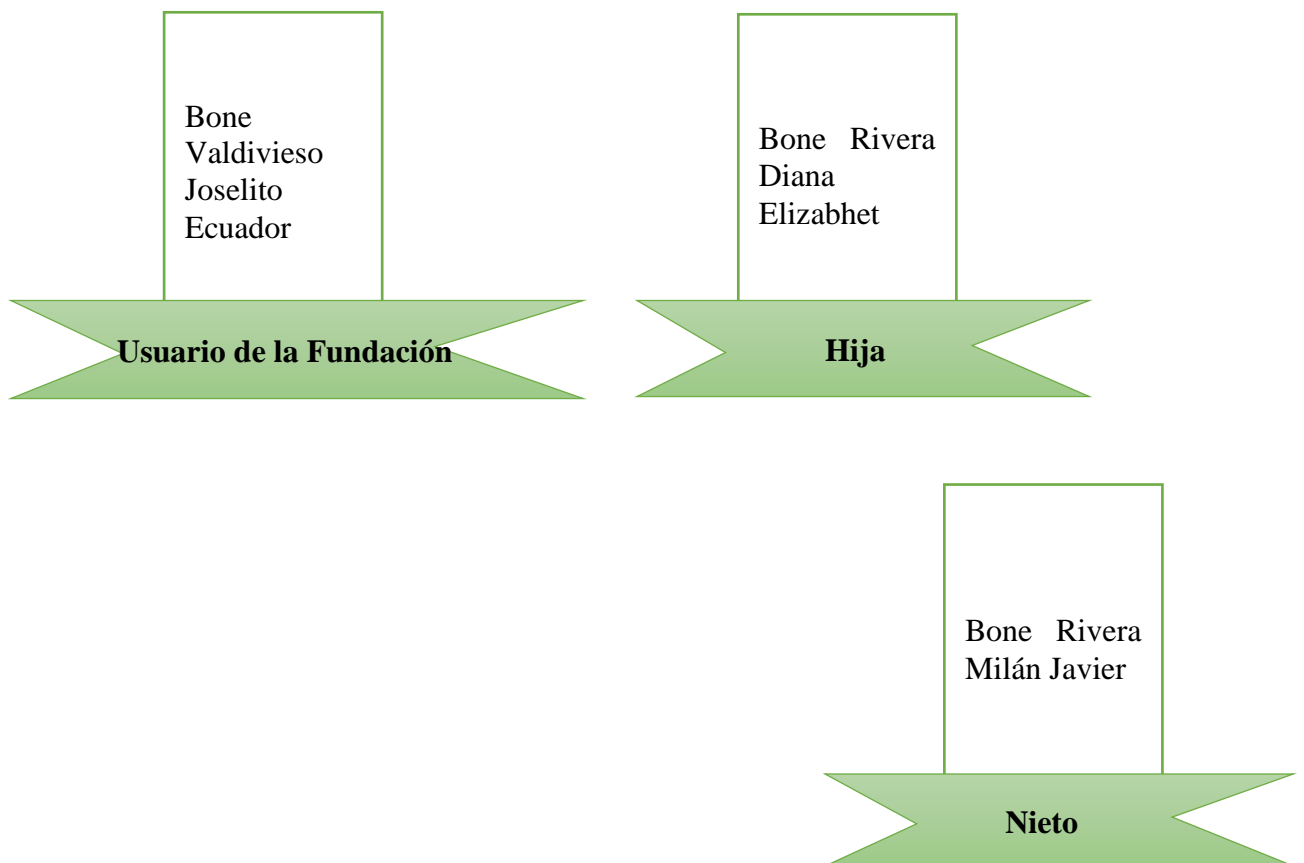 Bone
Valdivieso
Joselito
Ecuador
Usuario de la Fundación
Bone Rivera
Diana
Elizabhet
Hija
Bone Rivera
Milán Javier
Nieto